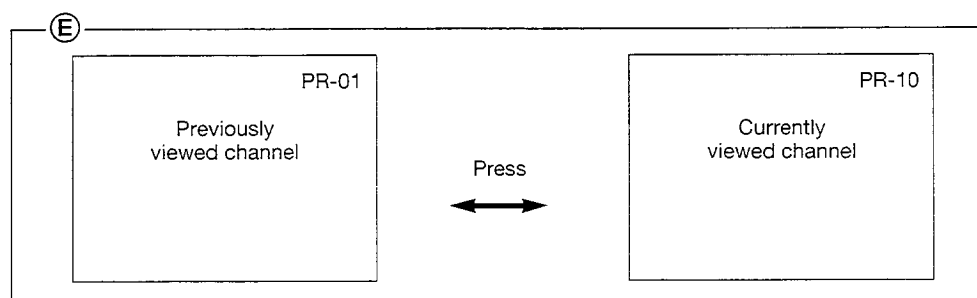 E
PR-01
Previously
viewed channel
Press
PR-10
Currently
viewed channel